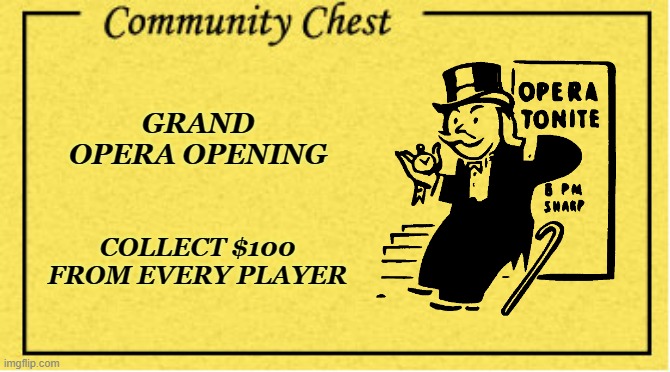 Community Chest
GRAND
OPERA OPENING
COLLECT $100
FROM EVERY PLAYER
OPERA
TONITE
8 PM
SHARP
imgflip.com